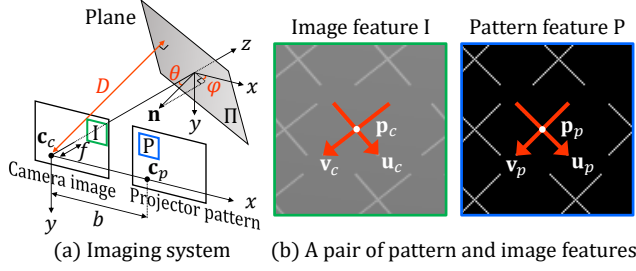 Plane
z
D
θ
φ
x
n
Π
y
c_c
I
f
P
c_p
Camera image
Projector pattern
x
y
b
(a) Imaging system
Image feature I
p_c
v_c
u_c
Pattern feature P
p_p
v_p
u_p
(b) A pair of pattern and image features